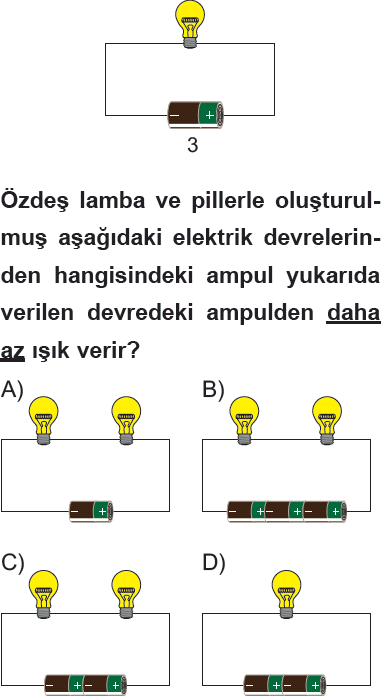 − +
3
Özdeş lamba ve pillerle oluşturul-
muş aşağıdaki elektrik devrelerin-
den hangisindeki ampul yukarıda
verilen devredeki ampulden daha
az ışık verir?
A) B)
− + − + − + − +
C) D)
− + − + − + − +